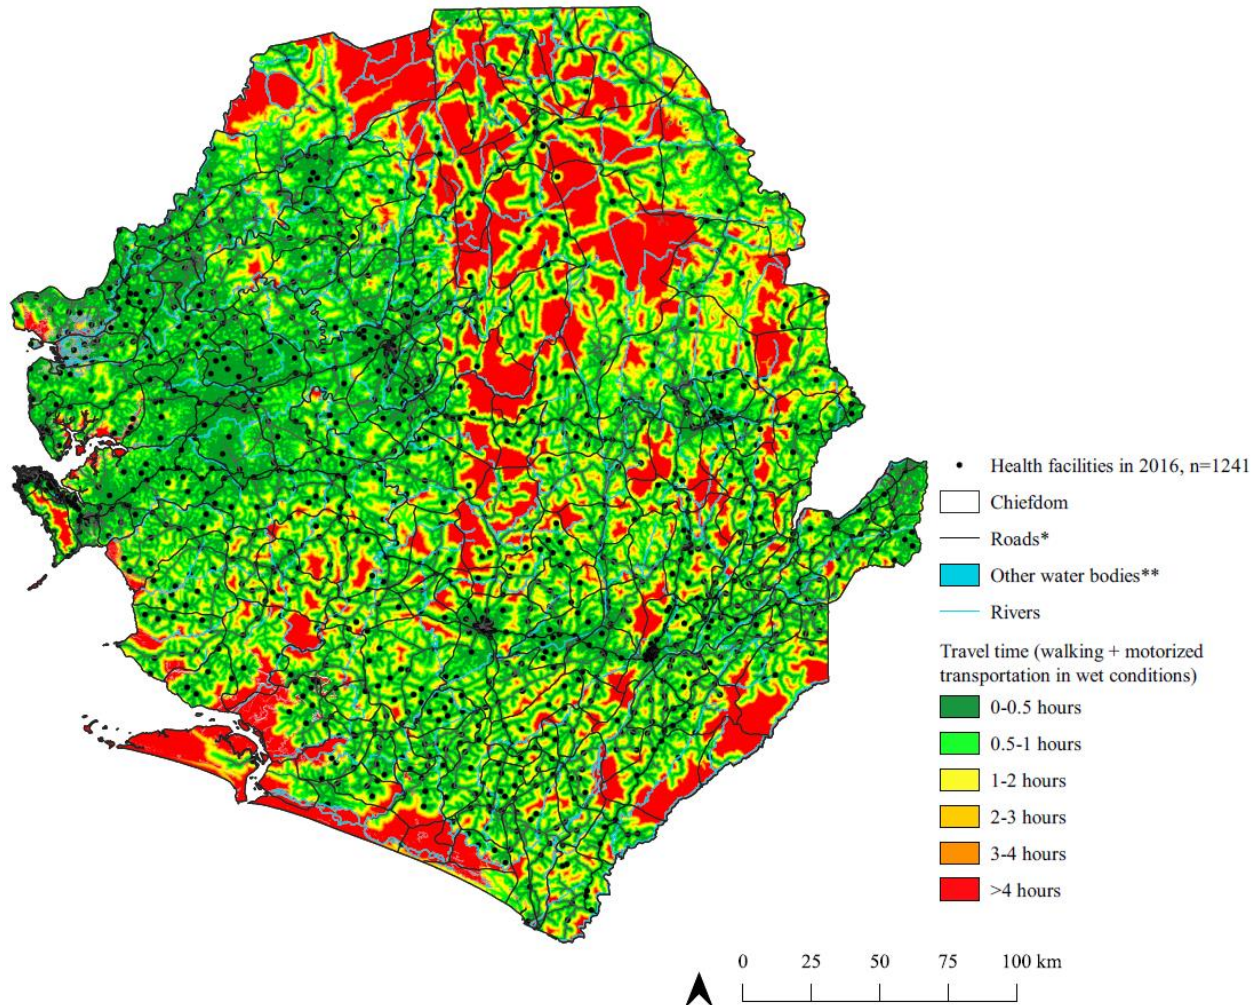 Health facilities in 2016, n=1241
Chiefdom
Roads*
Other water bodies**
Rivers
Travel time (walking + motorized
transportation in wet conditions)
0-0.5 hours
0.5-1 hours
1-2 hours
2-3 hours
3-4 hours
>4 hours
0 25 50 75 100 km